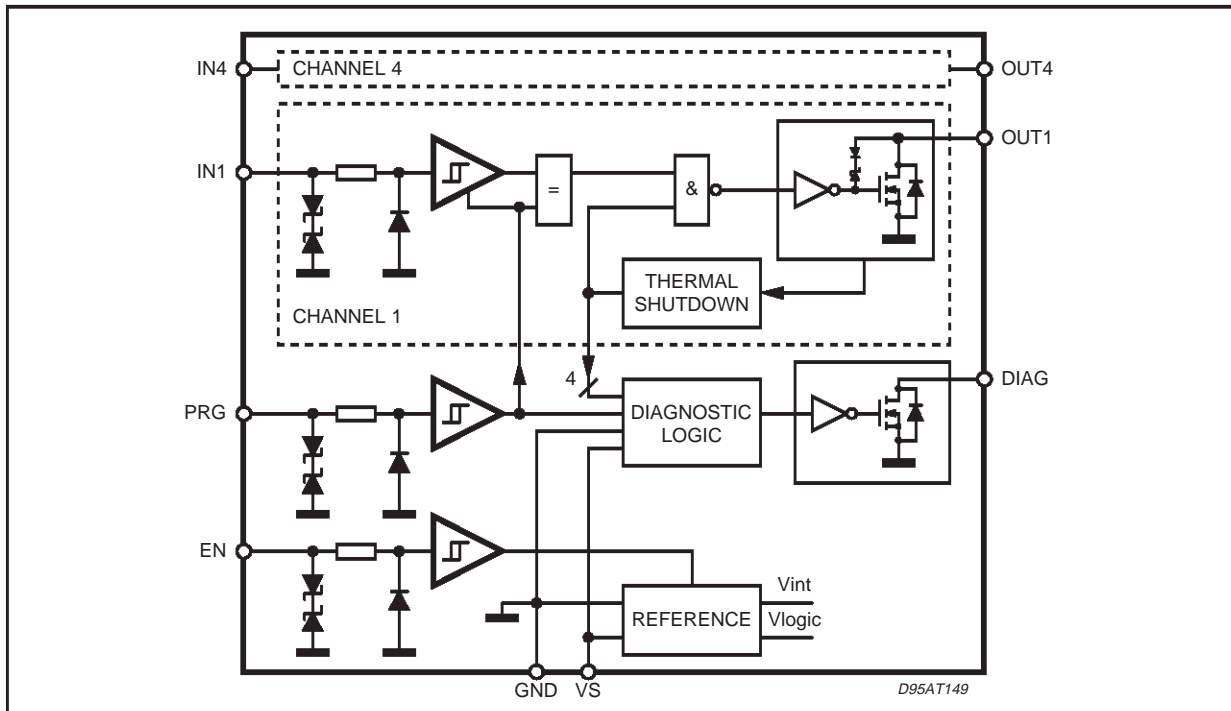 IN4
CHANNEL 4
OUT4
OUT1
IN1
=
&
THERMAL
SHUTDOWN
CHANNEL 1
4
DIAG
PRG
DIAGNOSTIC
LOGIC
EN
Vint
REFERENCE
Vlogic
GND
VS
D95AT149